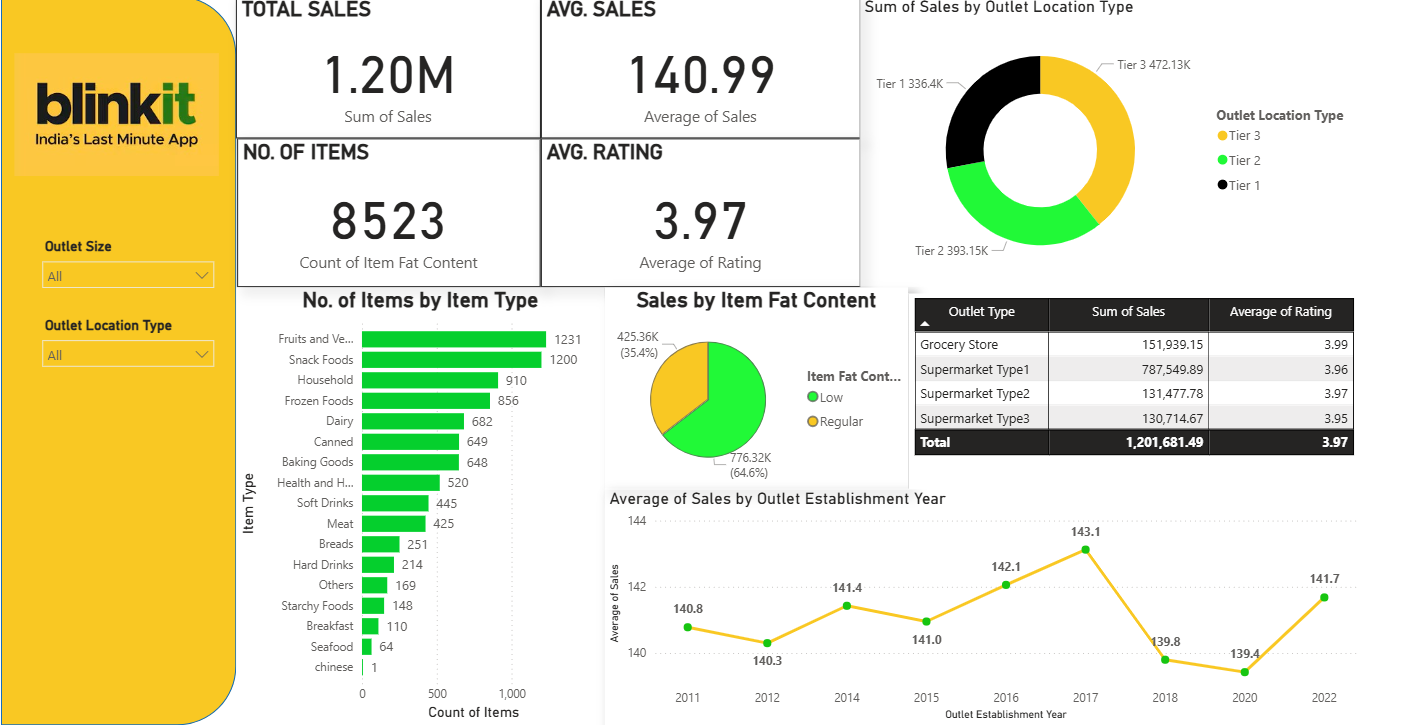 blinkit
India's Last Minute App
Outlet Size
All
Outlet Location Type
All
TOTAL SALES
1.20M
Sum of Sales
AVG. SALES
140.99
Average of Sales
NO. OF ITEMS
8523
Count of Item Fat Content
AVG. RATING
3.97
Average of Rating
Sum of Sales by Outlet Location Type
Tier 3 472.13K
Tier 1 336.4K
Tier 2 393.15K
Outlet Location Type
Tier 3
Tier 2
Tier 1
No. of Items by Item Type
Item Type
Fruits and Ve... 1231
Snack Foods 1200
Household 910
Frozen Foods 856
Dairy 682
Canned 649
Baking Goods 648
Health and H... 520
Soft Drinks 445
Meat 425
Breads 251
Hard Drinks 214
Others 169
Starchy Foods 148
Breakfast 110
Seafood 64
chinese 1
0 500 1,000
Count of Items
Sales by Item Fat Content
425.36K
(35.4%)
776.32K
(64.6%)
Item Fat Cont...
Low
Regular
Outlet Type Sum of Sales Average of Rating
Grocery Store 151,939.15 3.99
Supermarket Type1 787,549.89 3.96
Supermarket Type2 131,477.78 3.97
Supermarket Type3 130,714.67 3.95
Total 1,201,681.49 3.97
Average of Sales by Outlet Establishment Year
Average of Sales
144
142
140
140.8
140.3
141.4
141.0
142.1
143.1
139.8
139.4
141.7
2011 2012 2014 2015 2016 2017 2018 2020 2022
Outlet Establishment Year